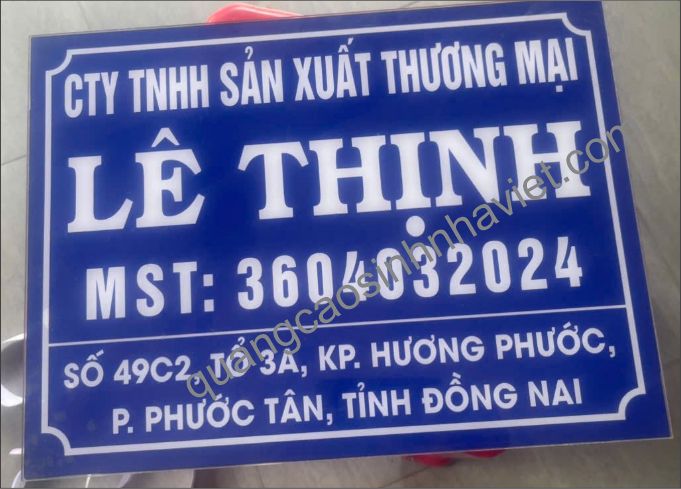 CTY TNHH SẢN XUẤT THƯƠNG MẠI
LÊ THỊNH
MST: 3604032024
SỐ 49C2, TỔ 3A, KP. HƯƠNG PHƯỚC,
P. PHƯỚC TÂN, TỈNH ĐỒNG NAI
quangcaosinhnhaviet.com